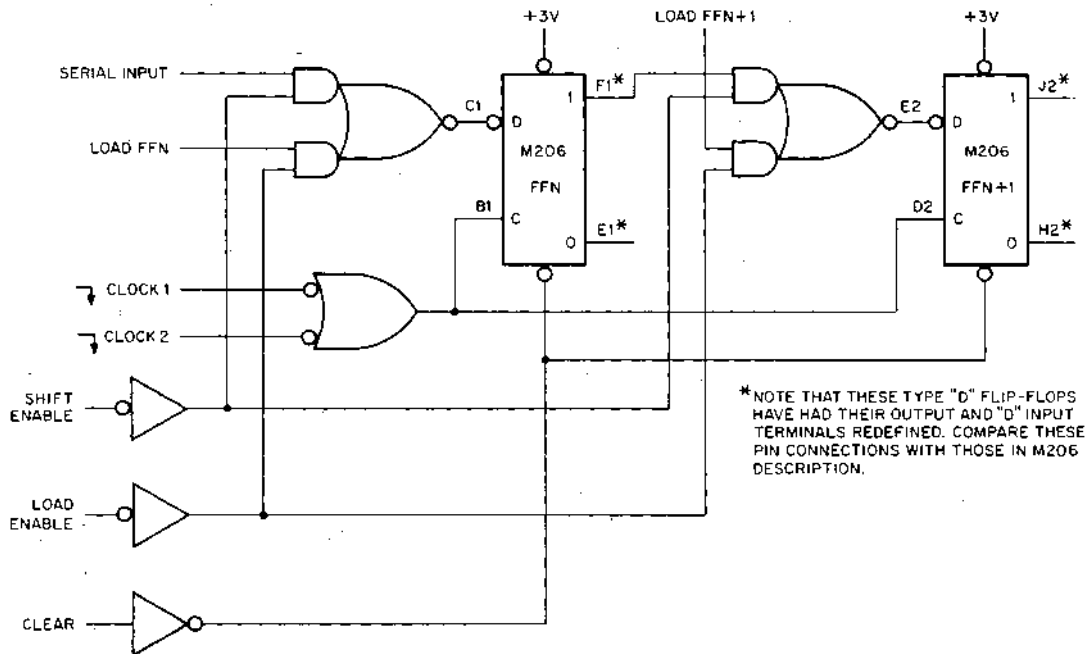 +3V
LOAD FFN+1
+3V
SERIAL INPUT
F1*
J2*
1
1
C1
E2
D
D
LOAD FFN
M206
M206
FFN
FFN+1
B1
D2
C
C
E1*
H2*
0
0
CLOCK 1
CLOCK 2
SHIFT
ENABLE
*NOTE THAT THESE TYPE "D" FLIP-FLOPS
HAVE HAD THEIR OUTPUT AND "D" INPUT
TERMINALS REDEFINED. COMPARE THESE
PIN CONNECTIONS WITH THOSE IN M206
DESCRIPTION.
LOAD
ENABLE
CLEAR